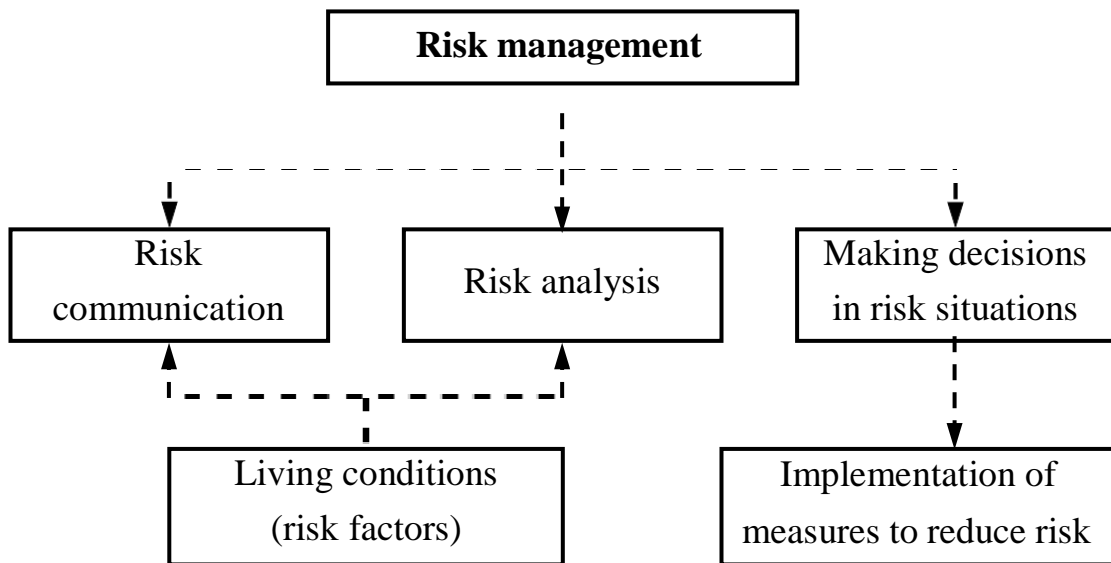 Risk management
Risk
communication
Risk analysis
Making decisions
in risk situations
Living conditions
(risk factors)
Implementation of
measures to reduce risk